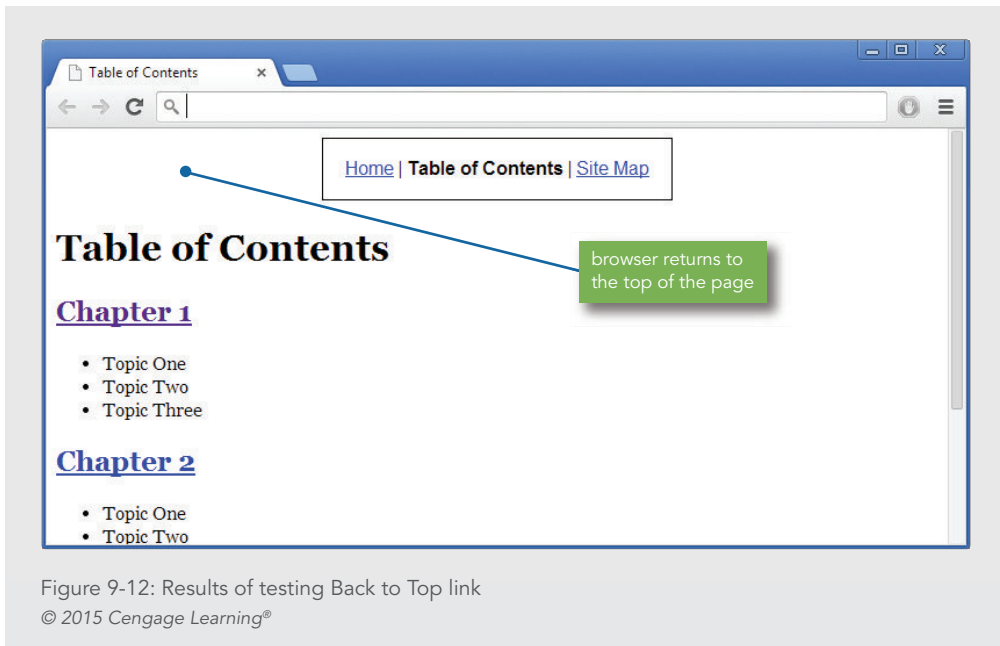 Table of Contents
Home | Table of Contents | Site Map
Table of Contents
browser returns to
the top of the page
Chapter 1
• Topic One
• Topic Two
• Topic Three
Chapter 2
• Topic One
• Topic Two
Figure 9-12: Results of testing Back to Top link
© 2015 Cengage Learning®